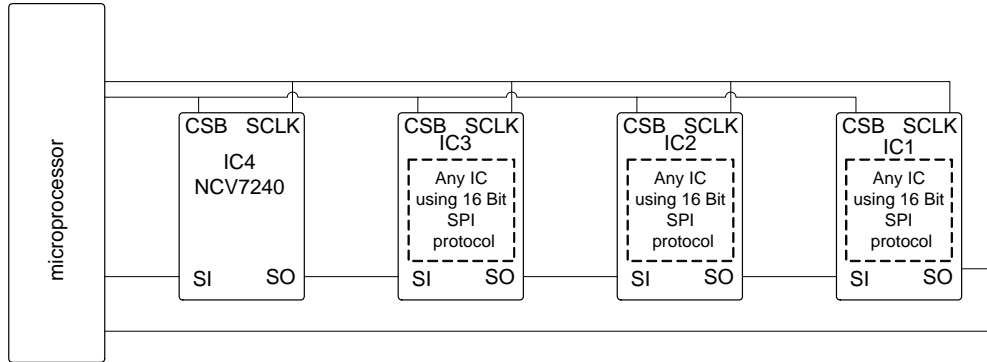 microprocessor
CSB SCLK
IC4
NCV7240
SI SO
CSB SCLK
IC3
Any IC
using 16 Bit
SPI
protocol
SI SO
CSB SCLK
IC2
Any IC
using 16 Bit
SPI
protocol
SI SO
CSB SCLK
IC1
Any IC
using 16 Bit
SPI
protocol
SI SO